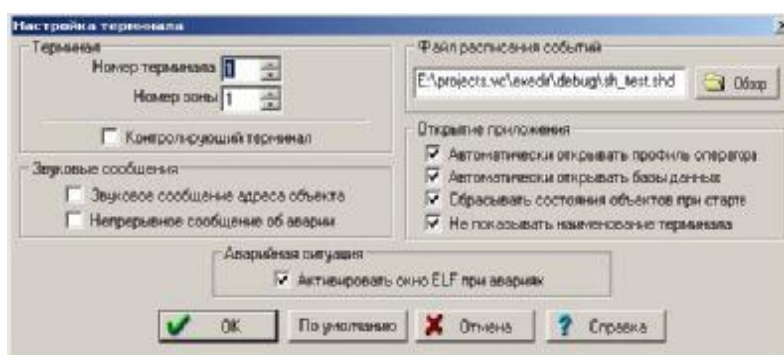 Настройка терминала
Терминал
Номер терминала 1
Номер зоны 1
Контролирующий терминал
Звуковые сообщения
Звуковое сообщение адреса объекта
Непрерывное сообщение об аварии
Файл расписания событий
E:\projects.vc\exedir\debug\sh_test.shd
Обзор
Открытие приложения
Автоматически открывать профиль оператора
Автоматически открывать базы данных
Сбрасывать состояния объектов при старте
Не показывать наименование терминала
Аварийная ситуация
Активировать окно ELF при авариях
OK По умолчанию Отмена Справка